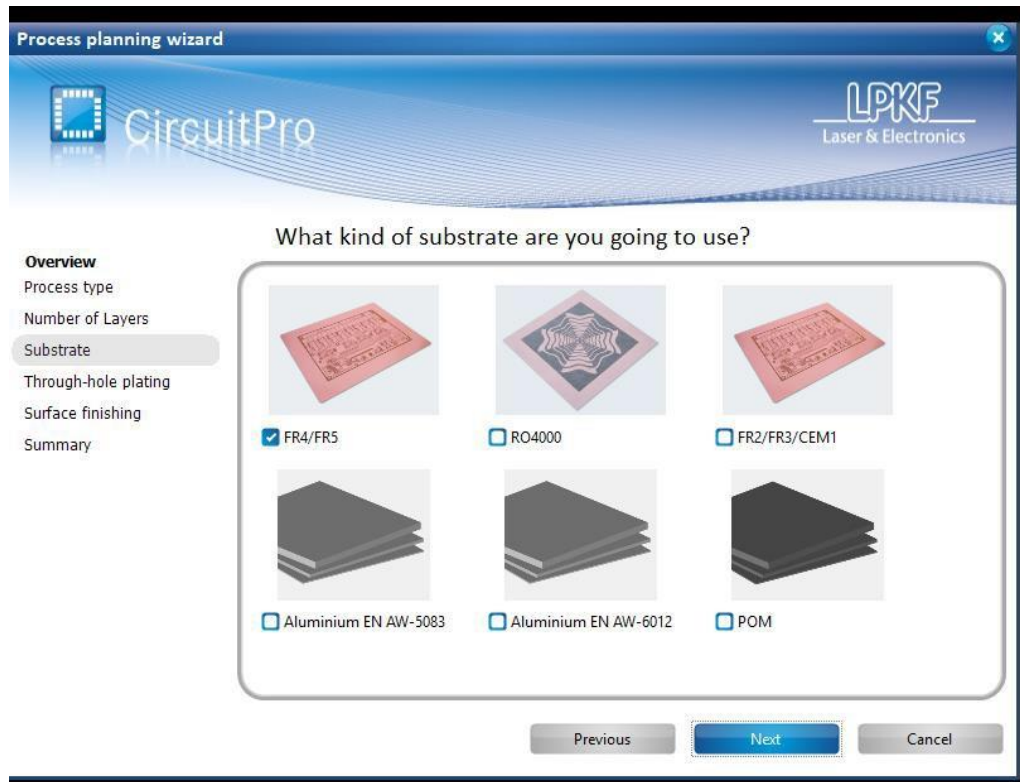 Process planning wizard
CircuitPro
LPKF
Laser & Electronics
What kind of substrate are you going to use?
Overview
Process type
Number of Layers
Substrate
Through-hole plating
Surface finishing
Summary
FR4/FR5
RO4000
FR2/FR3/CEM1
Aluminium EN AW-5083
Aluminium EN AW-6012
POM
Previous
Next
Cancel